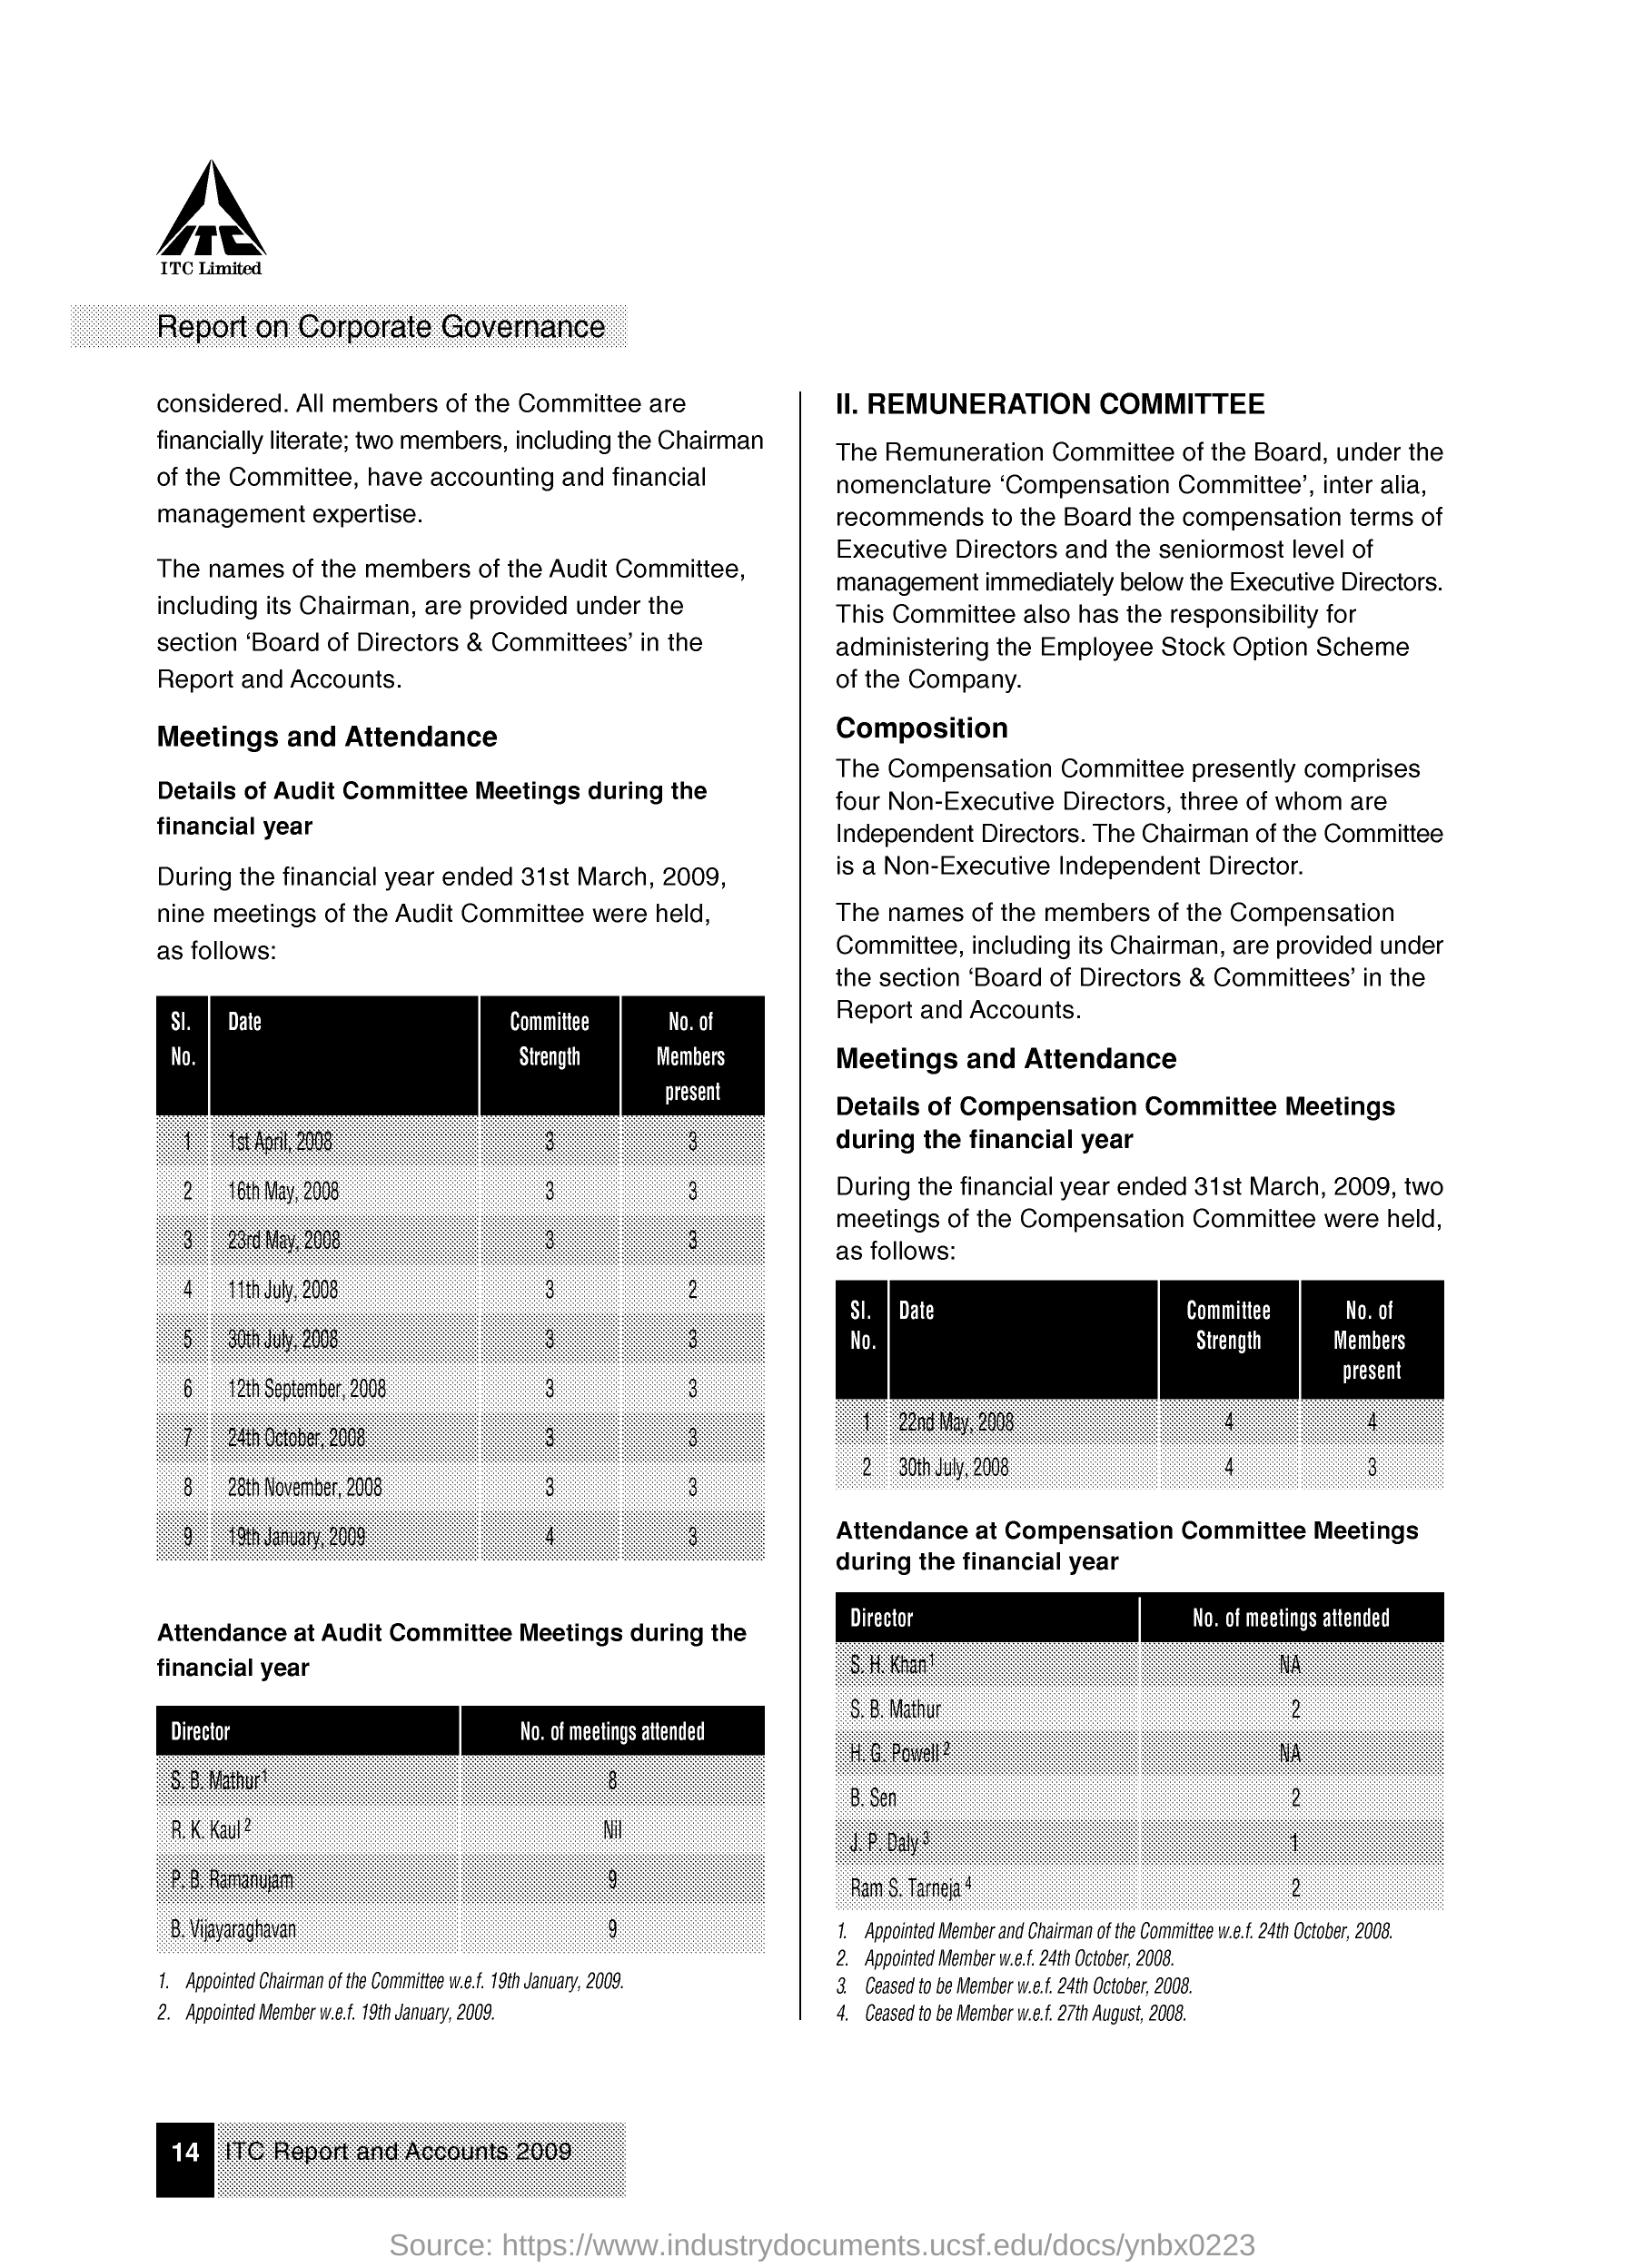 ITC
ITC Limited
Report on Corporate Governance
considered. All members of the Committee are
financially literate; two members, including the Chairman
of the Committee, have accounting and financial
management expertise.
The names of the members of the Audit Committee,
including its Chairman, are provided under the
section ‘Board of Directors & Committees’ in the
Report and Accounts.
Meetings and Attendance
Details of Audit Committee Meetings during the
financial year
During the financial year ended 31st March, 2009,
nine meetings of the Audit Committee were held,
as follows:
Sl. No. Date Committee Strength No. of Members present
1 1st April, 2008 3 3
2 16th May, 2008 3 3
3 23rd May, 2008 3 3
4 11th July, 2008 3 2
5 30th July, 2008 3 3
6 12th September, 2008 3 3
7 24th October, 2008 3 3
8 28th November, 2008 3 3
9 19th January, 2009 4 3
Attendance at Audit Committee Meetings during the
financial year
Director No. of meetings attended
S. B. Mathur 1 8
R. K. Kaul 2 Nil
P. B. Ramanujam 9
B. Vijayaraghavan 9
1. Appointed Chairman of the Committee w.e.f. 19th January, 2009.
2. Appointed Member w.e.f. 19th January, 2009.
II. REMUNERATION COMMITTEE
The Remuneration Committee of the Board, under the
nomenclature ‘Compensation Committee’, inter alia,
recommends to the Board the compensation terms of
Executive Directors and the seniormost level of
management immediately below the Executive Directors.
This Committee also has the responsibility for
administering the Employee Stock Option Scheme
of the Company.
Composition
The Compensation Committee presently comprises
four Non-Executive Directors, three of whom are
Independent Directors. The Chairman of the Committee
is a Non-Executive Independent Director.
The names of the members of the Compensation
Committee, including its Chairman, are provided under
the section ‘Board of Directors & Committees’ in the
Report and Accounts.
Meetings and Attendance
Details of Compensation Committee Meetings
during the financial year
During the financial year ended 31st March, 2009, two
meetings of the Compensation Committee were held,
as follows:
Sl. No. Date Committee Strength No. of Members present
1 22nd May, 2008 4 4
2 30th July, 2008 4 3
Attendance at Compensation Committee Meetings
during the financial year
Director No. of meetings attended
S. H. Khan 1 NA
S. B. Mathur 2
H. G. Powell 2 NA
B. Sen 2
J. P. Daly 3 1
Ram S. Tarneja 4 2
1. Appointed Member and Chairman of the Committee w.e.f. 24th October, 2008.
2. Appointed Member w.e.f. 24th October, 2008.
3. Ceased to be Member w.e.f. 24th October, 2008.
4. Ceased to be Member w.e.f. 27th August, 2008.
14 ITC Report and Accounts 2009
Source: https://www.industrydocuments.ucsf.edu/docs/ynbx0223